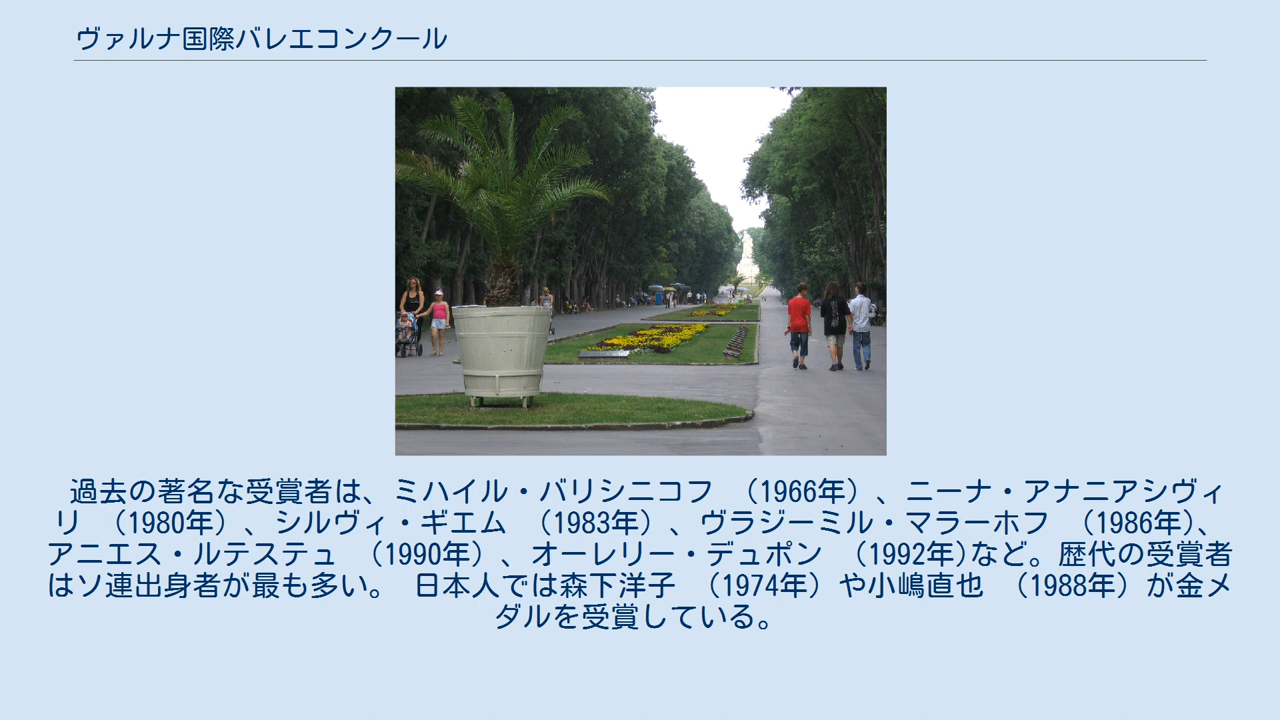 ヴァルナ国際バレエコンクール
過去の著名な受賞者は、ミハイル・バリシニコフ （1966年）、ニーナ・アナニアシヴィ
リ （1980年）、シルヴィ・ギエム （1983年）、ヴラジーミル・マラーホフ （1986年)、
アニエス・ルテステュ （1990年）、オーレリー・デュポン （1992年)など。歴代の受賞者
はソ連出身者が最も多い。 日本人では森下洋子 （1974年）や小嶋直也 （1988年）が金メ
ダルを受賞している。